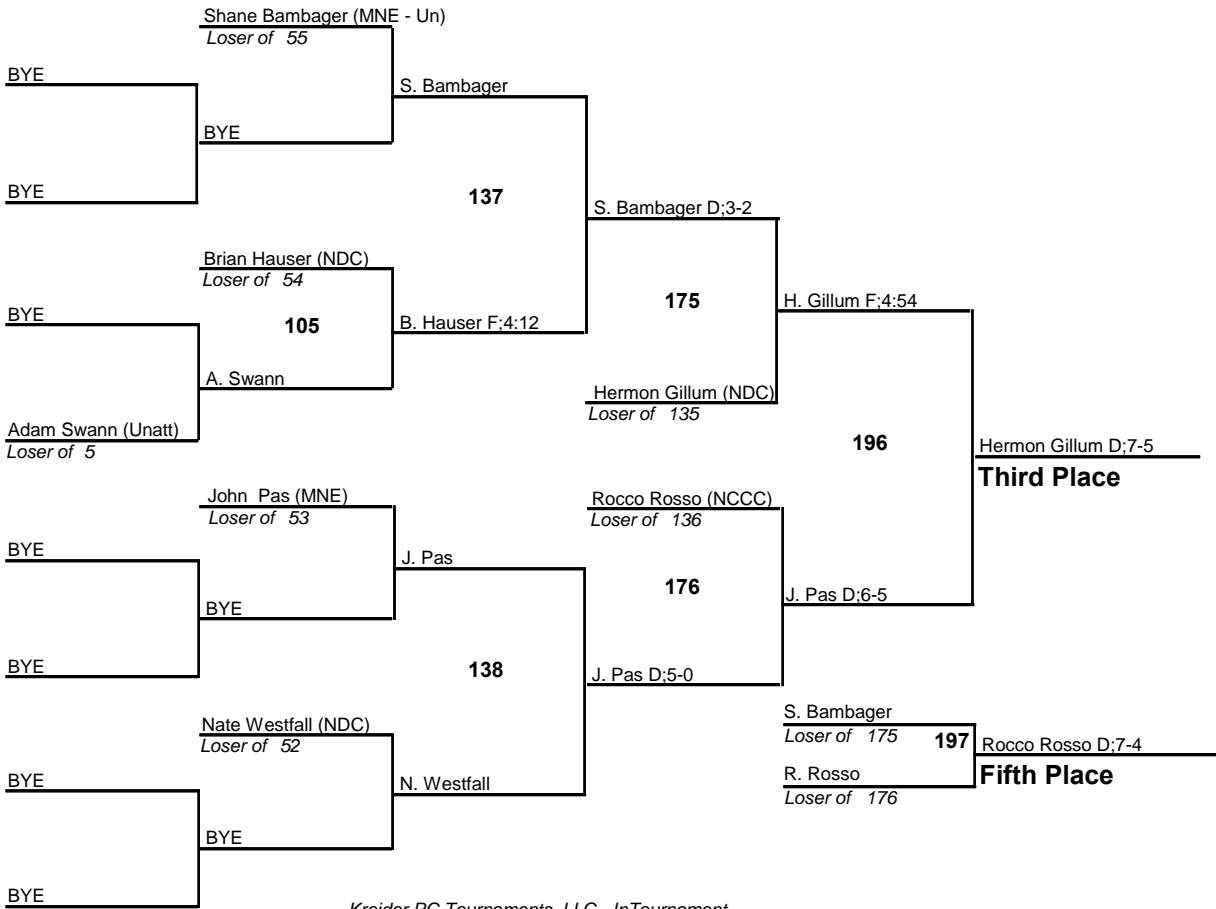 Shane Bambager (MNE - Un)
Loser of 55
BYE
S. Bambager
BYE
BYE
137
S. Bambager D;3-2
Brian Hauser (NDC)
Loser of 54
175
H. Gillum F;4:54
BYE
105
B. Hauser F;4:12
A. Swann
Hermon Gillum (NDC)
Loser of 135
Adam Swann (Unatt)
Loser of 5
196
Hermon Gillum D;7-5
Third Place
John Pas (MNE)
Loser of 53
Rocco Rosso (NCCC)
Loser of 136
BYE
J. Pas
176
J. Pas D;6-5
BYE
BYE
138
J. Pas D;5-0
Nate Westfall (NDC)
Loser of 52
S. Bambager
Loser of 175
197
Rocco Rosso D;7-4
Fifth Place
R. Rosso
Loser of 176
BYE
N. Westfall
BYE
BYE
Kreider PC Tournaments, LLC - InTournament